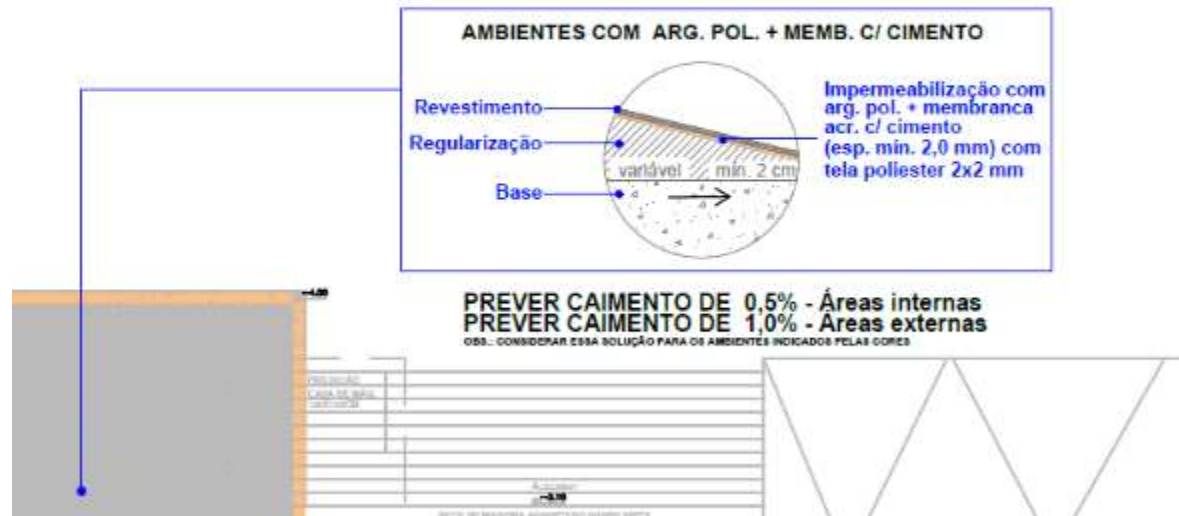 AMBIENTES COM ARG. POL. + MEMB. C/ CIMENTO
Revestimento
Regularização
Base
variável
mín. 2 cm
Impermeabilização com
arg. pol. + membranca
acr. c/ cimento
(esp. mín. 2,0 mm) com
tela poliester 2x2 mm
PREVER CAIMENTO DE 0,5% - Áreas internas
PREVER CAIMENTO DE 1,0% - Áreas externas
OBS.: CONSIDERAR ESSA SOLUÇÃO PARA OS AMBIENTES INDICADOS PELAS CORES